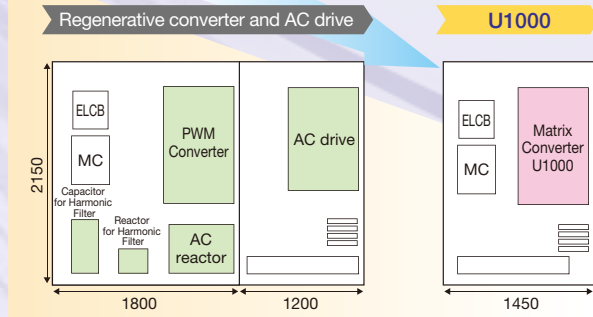 Regenerative converter and AC drive
U1000
ELCB
MC
Capacitor
for Harmonic
Filter
Reactor
for Harmonic
Filter
PWM
Converter
AC
reactor
AC drive
2150
1800
1200
ELCB
MC
Matrix
Converter
U1000
1450